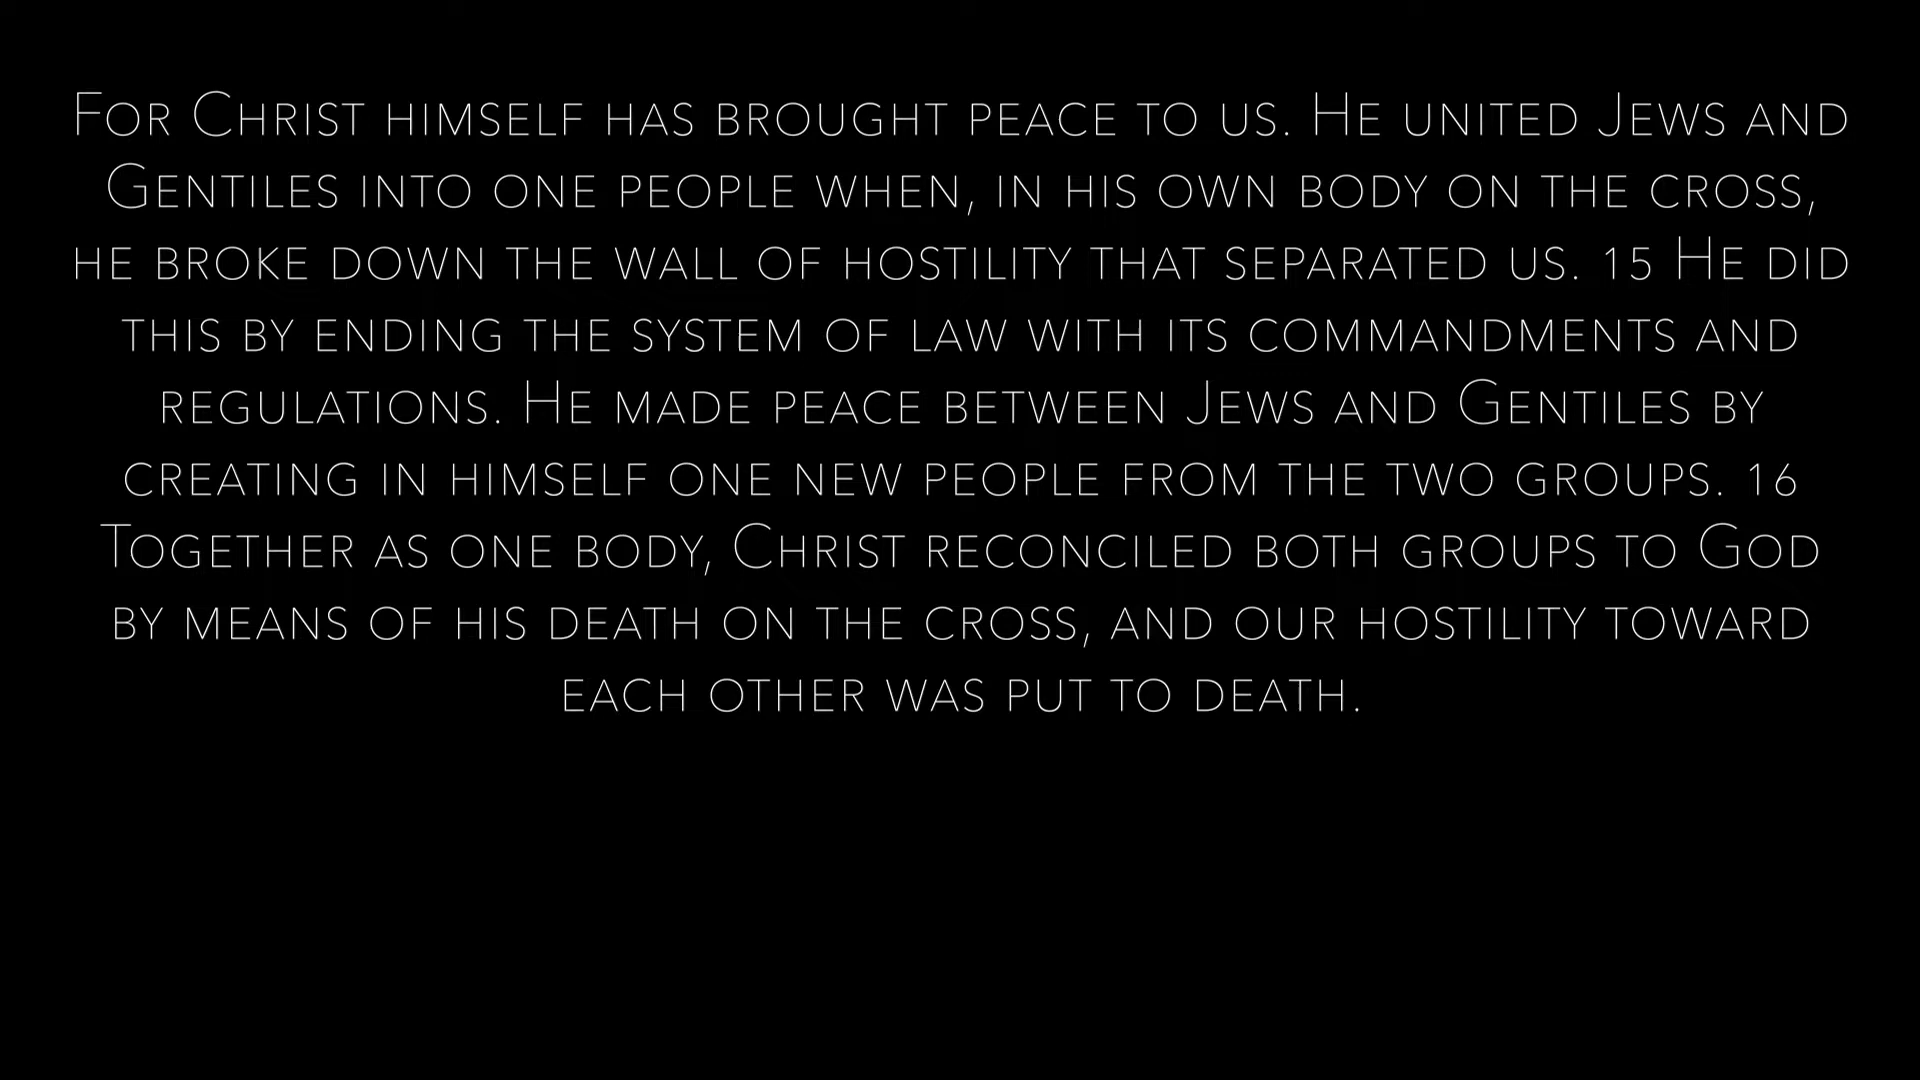 For Christ himself has brought peace to us. He united Jews and
Gentiles into one people when, in his own body on the cross,
he broke down the wall of hostility that separated us. 15 He did
this by ending the system of law with its commandments and
regulations. He made peace between Jews and Gentiles by
creating in himself one new people from the two groups. 16
Together as one body, Christ reconciled both groups to God
by means of his death on the cross, and our hostility toward
each other was put to death.